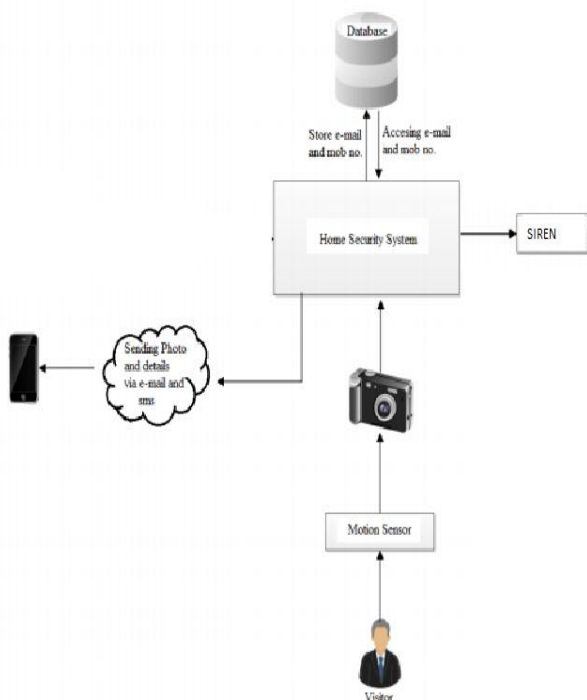 Database
Store e-mail
and mob no.
Accesing e-mail
and mob no.
Home Security System
SIREN
Sending Photo
and details
via e-mail and
sms
Motion Sensor
Visitor